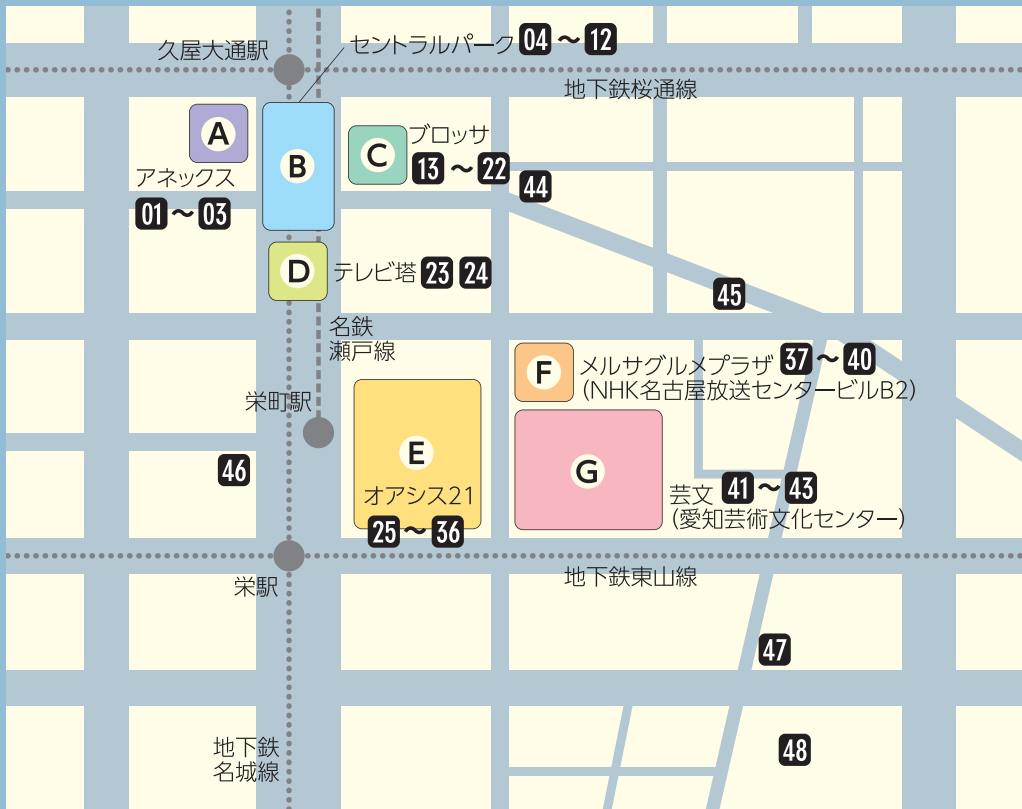 久屋大通駅
セントラルパーク 04 〜 12
地下鉄桜通線
A
B
C
ブロッサ
13 〜 22
アネックス
01 〜 03
44
D
テレビ塔 23 24
45
名鉄
瀬戸線
F
メルサグルメプラザ 37 〜 40
(NHK名古屋放送センタービルB2)
栄町駅
E
オアシス21
25 〜 36
46
G
芸文 41 〜 43
(愛知芸術文化センター)
栄駅
地下鉄東山線
47
地下鉄
名城線
48